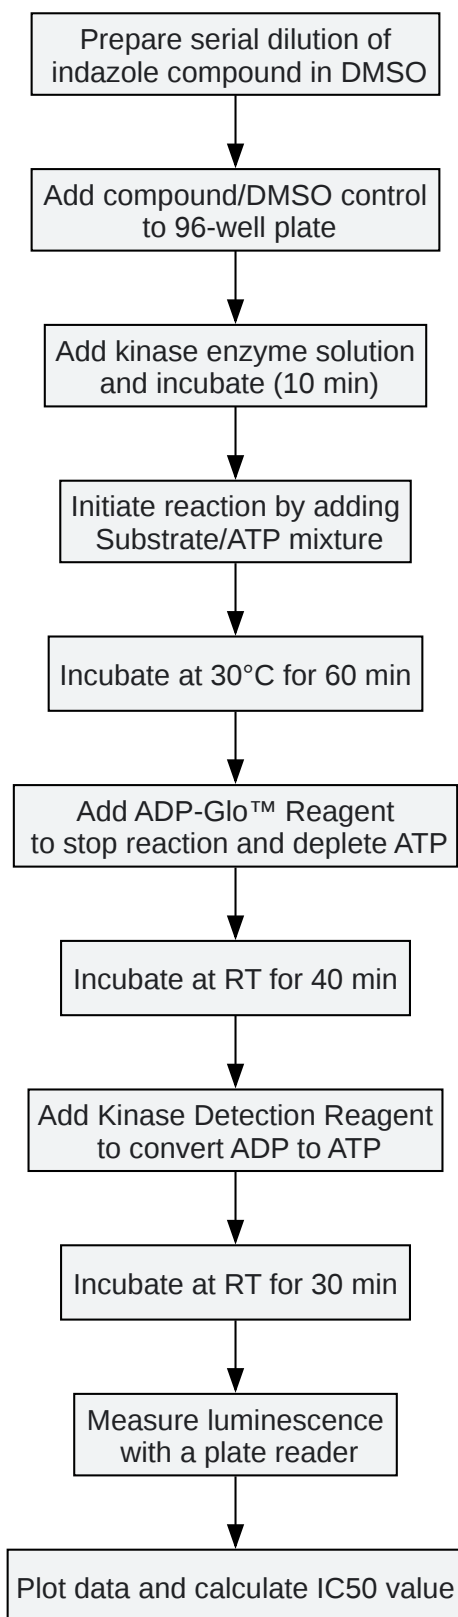 Prepare serial dilution of
indazole compound in DMSO
Add compound/DMSO control
to 96-well plate
Add kinase enzyme solution
and incubate (10 min)
Initiate reaction by adding
Substrate/ATP mixture
Incubate at 30°C for 60 min
Add ADP-Glo™ Reagent
to stop reaction and deplete ATP
Incubate at RT for 40 min
Add Kinase Detection Reagent
to convert ADP to ATP
Incubate at RT for 30 min
Measure luminescence
with a plate reader
Plot data and calculate IC50 value